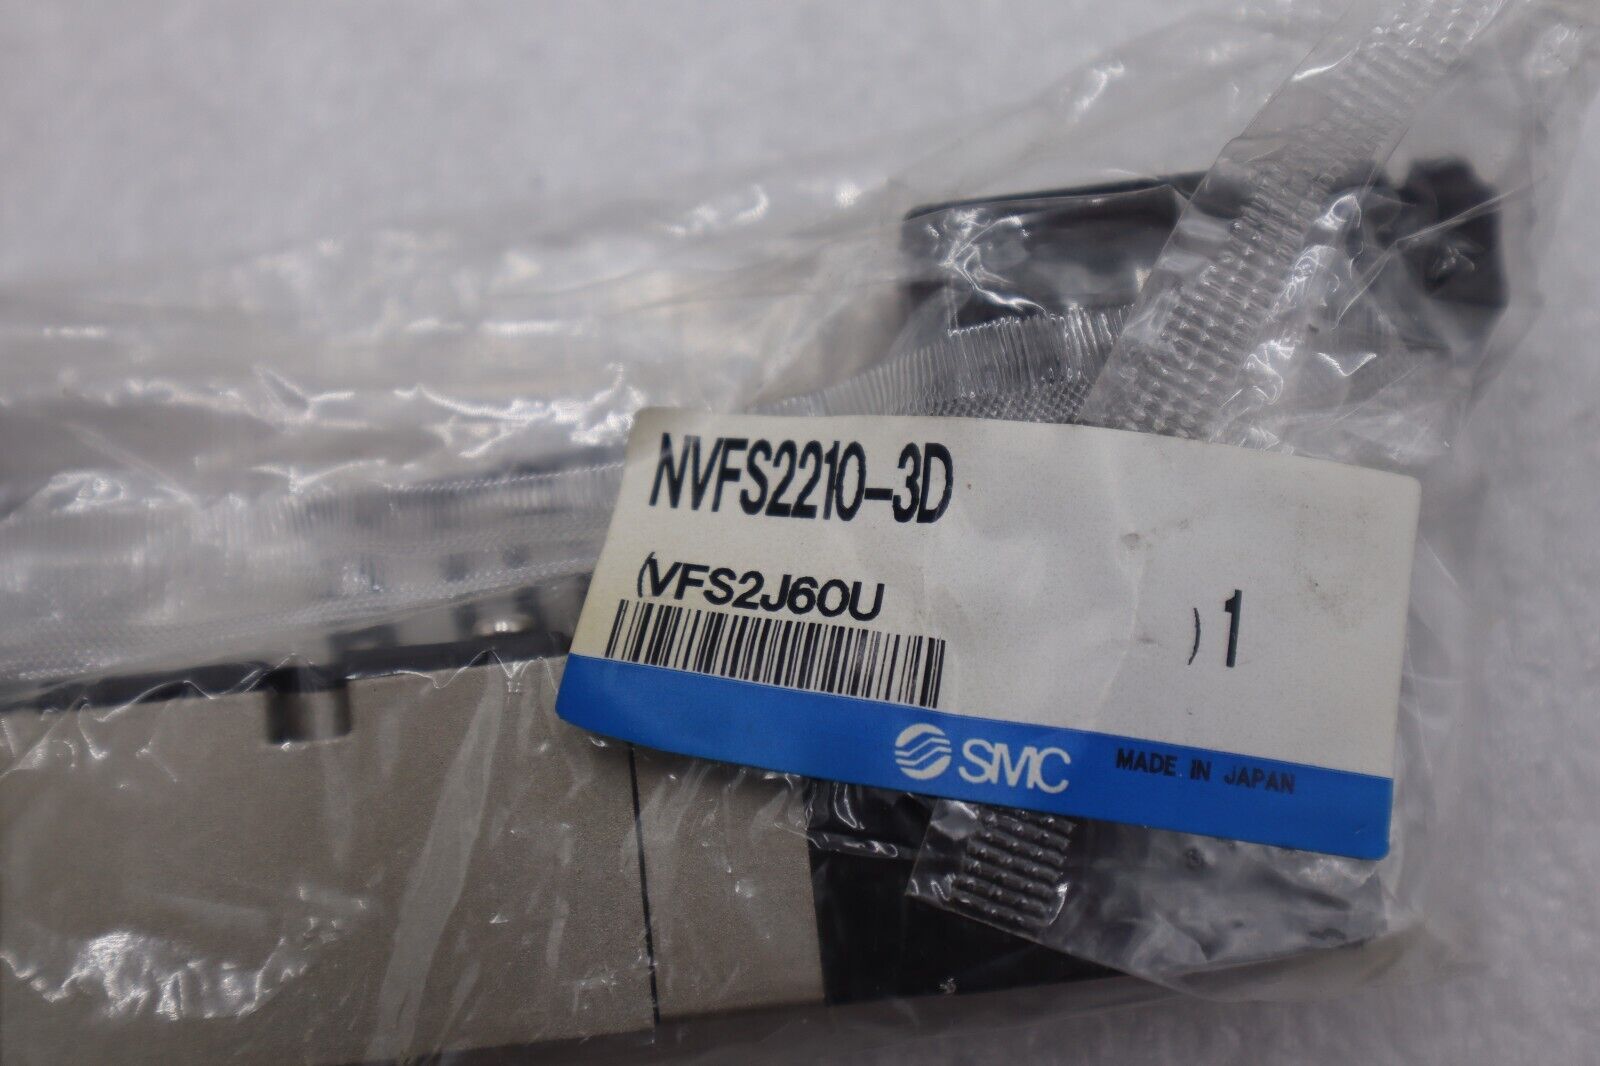 NVFS2210-3D
(VFS2J60U )1
SMC MADE IN JAPAN